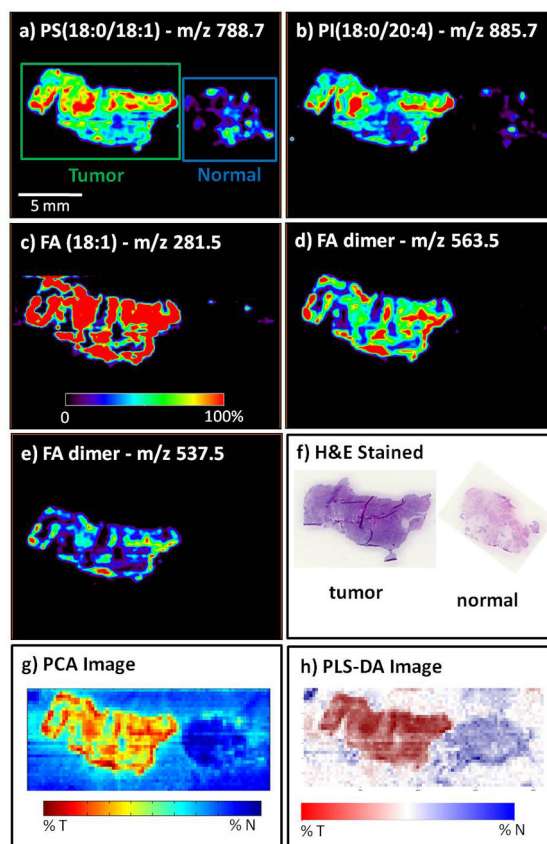 a) PS(18:0/18:1) - m/z 788.7
Tumor
Normal
5 mm
b) PI(18:0/20:4) - m/z 885.7
c) FA (18:1) - m/z 281.5
0
100%
d) FA dimer - m/z 563.5
e) FA dimer - m/z 537.5
f) H&E Stained
tumor
normal
g) PCA Image
% T
% N
h) PLS-DA Image
% T
% N